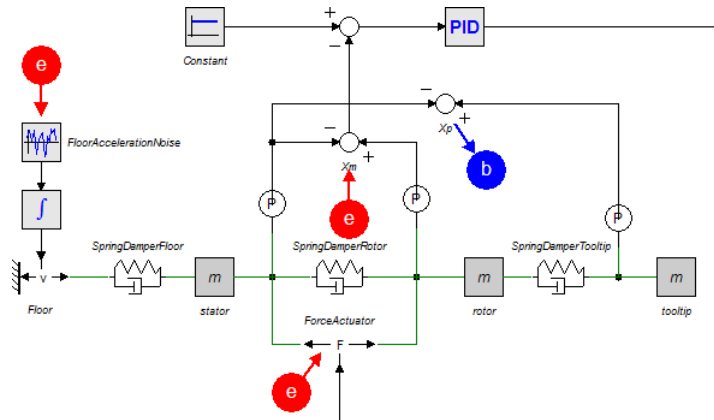 PID
Constant
e
FloorAccelerationNoise
Xp
Xm
b
∫
P
P
e
P
SpringDamperFloor
SpringDamperRotor
SpringDamperTooltip
v
m
m
m
Floor
stator
rotor
tooltip
ForceActuator
F
e